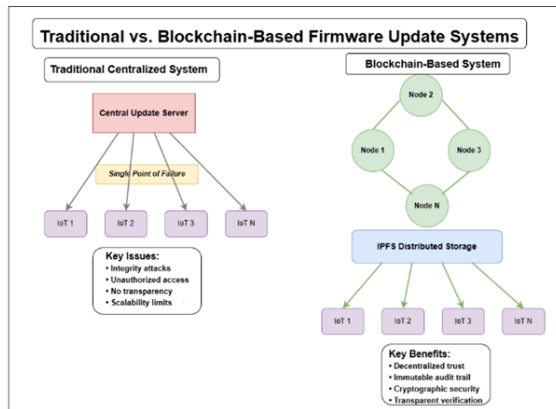 Traditional vs. Blockchain-Based Firmware Update Systems
Traditional Centralized System
Central Update Server
Single Point of Failure
IoT 1
IoT 2
IoT 3
IoT N
Key Issues:
• Integrity attacks
• Unauthorized access
• No transparency
• Scalability limits
Blockchain-Based System
Node 2
Node 1
Node 3
Node N
IPFS Distributed Storage
IoT 1
IoT 2
IoT 3
IoT N
Key Benefits:
• Decentralized trust
• Immutable audit trail
• Cryptographic security
• Transparent verification